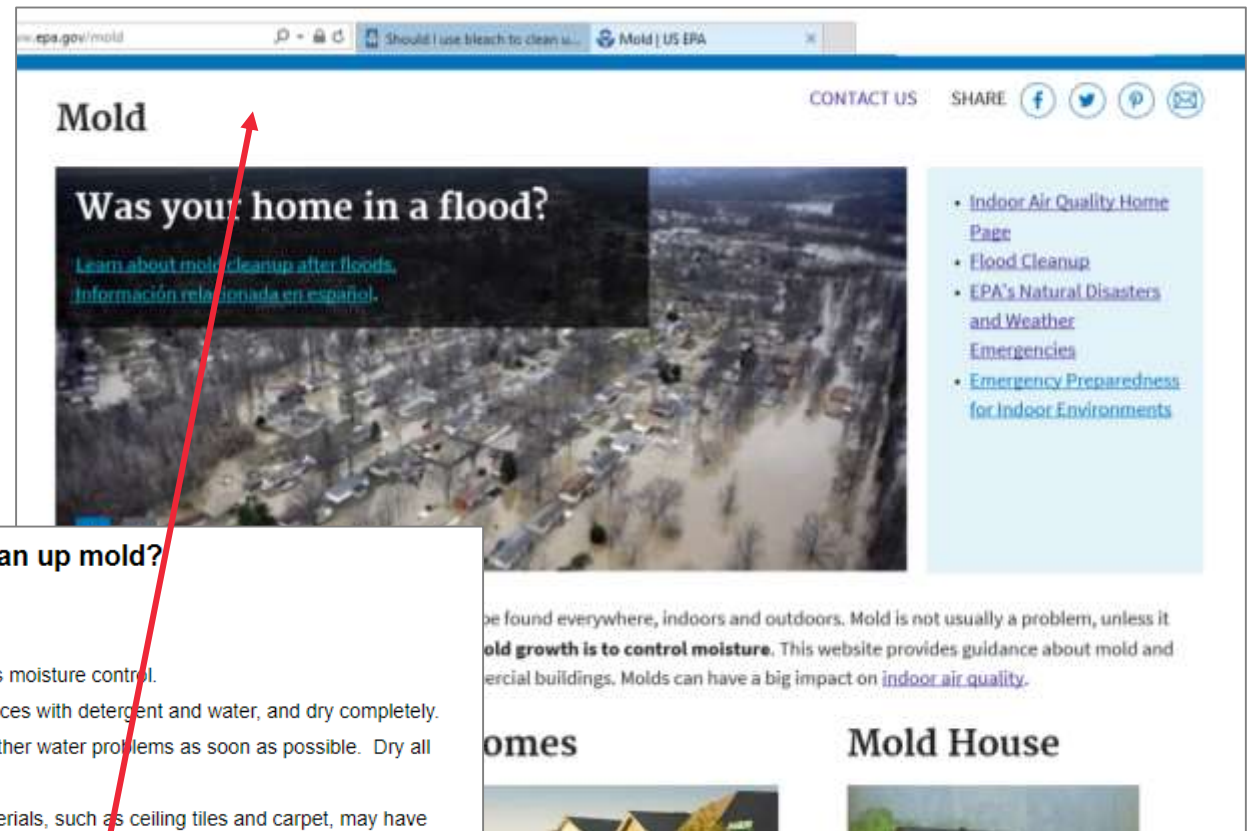 w.epa.gov/mold
Should I use bleach to clean u...
Mold | US EPA
Mold
CONTACT US
SHARE
Was your home in a flood?
Learn about mold cleanup after floods.
Información relacionada en español.
• Indoor Air Quality Home
Page
• Flood Cleanup
• EPA's Natural Disasters
and Weather
Emergencies
• Emergency Preparedness
for Indoor Environments
an up mold?
s moisture control.
ces with detergent and water, and dry completely.
ther water problems as soon as possible. Dry all
erials, such as ceiling tiles and carpet, may have
be found everywhere, indoors and outdoors. Mold is not usually a problem, unless it
old growth is to control moisture. This website provides guidance about mold and
ercial buildings. Molds can have a big impact on indoor air quality.
omes
Mold House